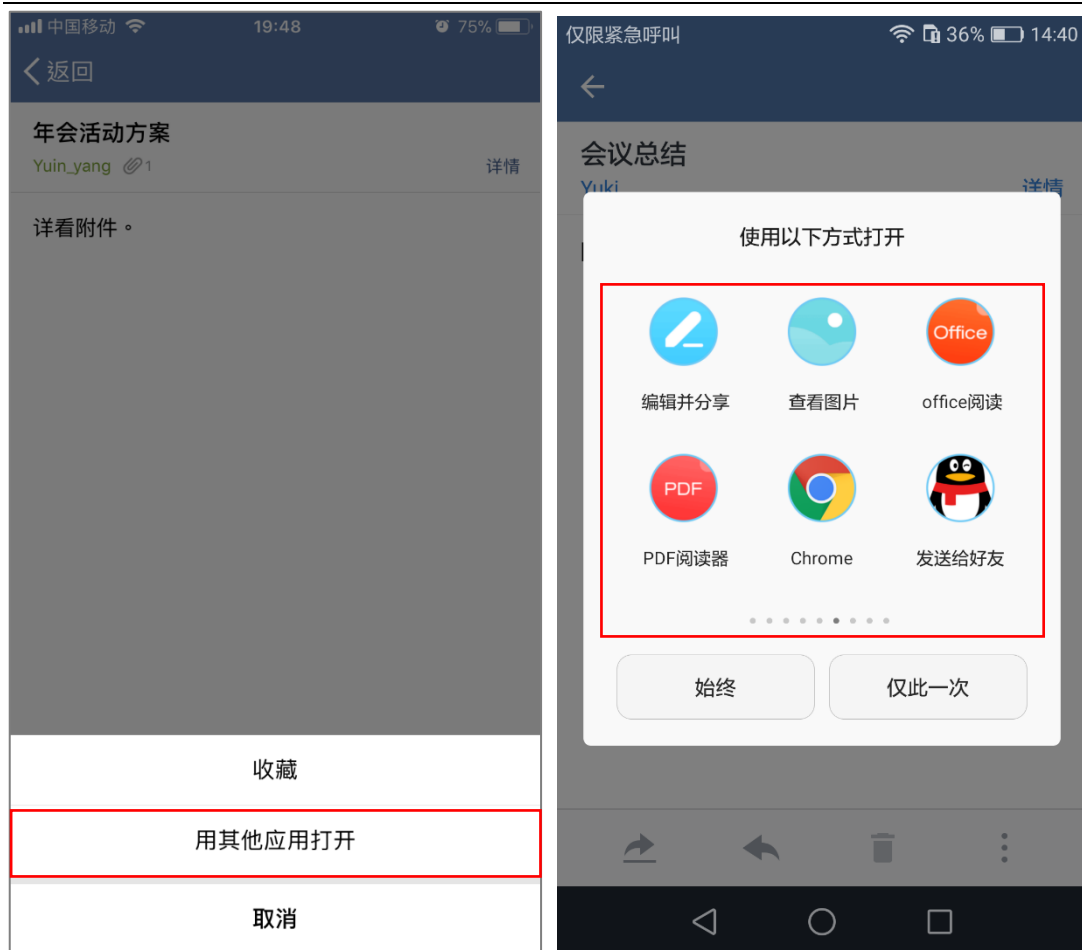 中国移动 19:48 75%
返回
年会活动方案
Yuin_yang 1
详情
详看附件。
收藏
用其他应用打开
取消
仅限紧急呼叫 36% 14:40
会议总结
Yuki
详情
使用以下方式打开
编辑并分享
查看图片
Office
office阅读
PDF
PDF阅读器
Chrome
发送给好友
始终
仅此一次